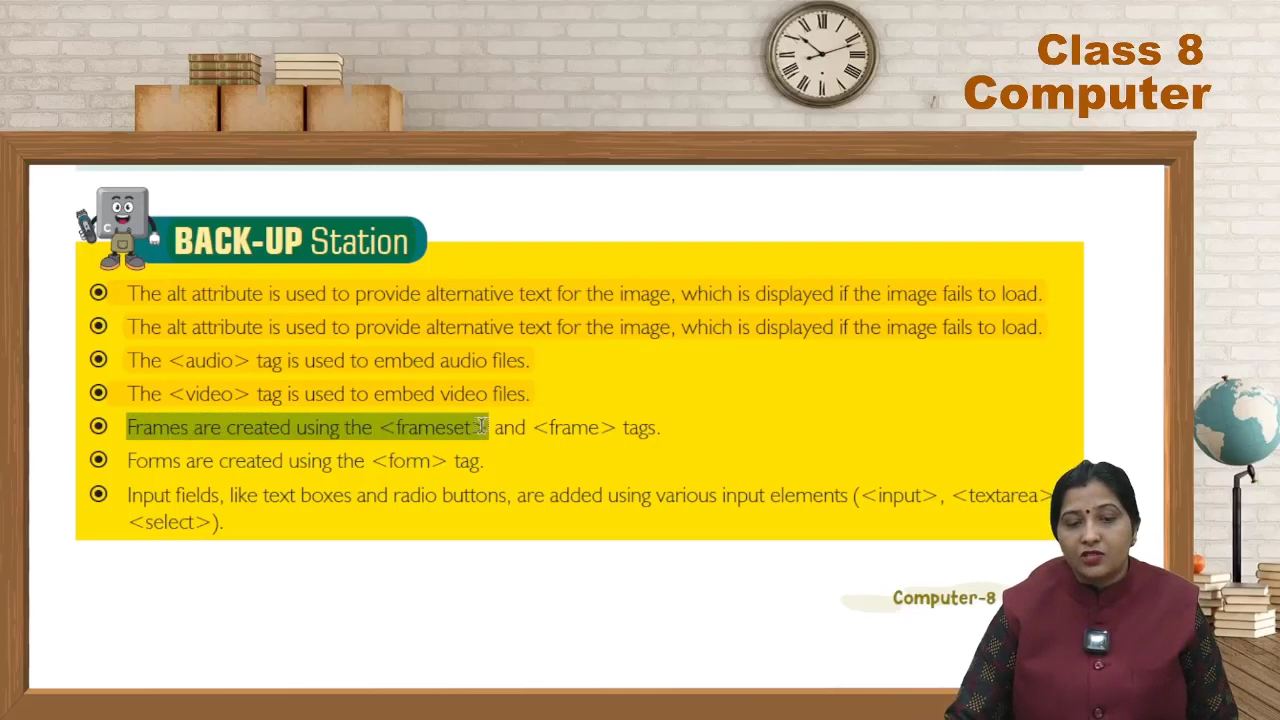 Class 8
Computer
BACK-UP Station
The alt attribute is used to provide alternative text for the image, which is displayed if the image fails to load.
The alt attribute is used to provide alternative text for the image, which is displayed if the image fails to load.
The <audio> tag is used to embed audio files.
The <video> tag is used to embed video files.
Frames are created using the <frameset> and <frame> tags.
Forms are created using the <form> tag.
Input fields, like text boxes and radio buttons, are added using various input elements (<input>, <textarea>
<select>).
Computer-8
C